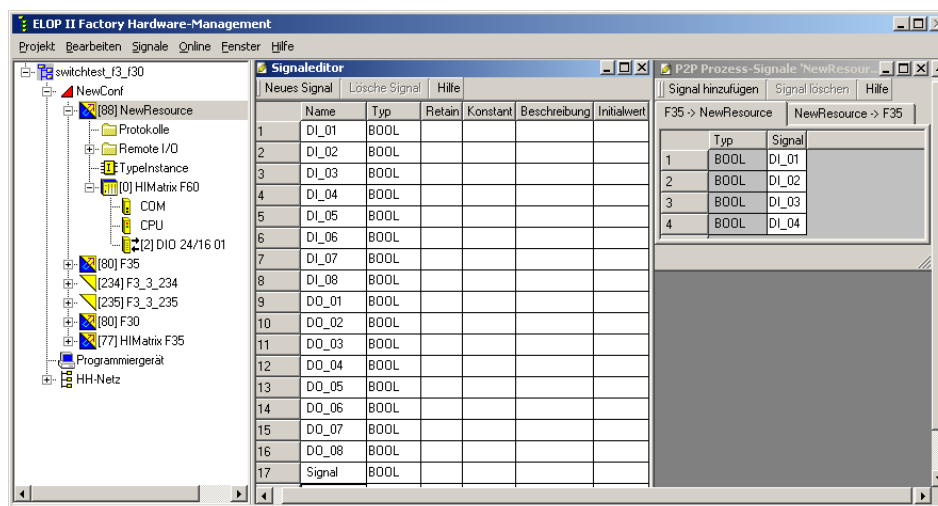 ELOP II Factory Hardware-Management
Projekt Bearbeiten Signale Online Fenster Hilfe
switchtest_f3_f30
NewConf
[88] NewResource
Protokolle
Remote I/O
TypeInstance
[0] HIMatrix F60
COM
CPU
[2] DIO 24/16 01
[80] F35
[234] F3_3_234
[235] F3_3_235
[80] F30
[77] HIMatrix F35
Programmiergerät
HH-Netz
Signaleditor
Neues Signal Lösche Signal Hilfe
Name Typ Retain Konstant Beschreibung Initialwert
1 DI_01 BOOL
2 DI_02 BOOL
3 DI_03 BOOL
4 DI_04 BOOL
5 DI_05 BOOL
6 DI_06 BOOL
7 DI_07 BOOL
8 DI_08 BOOL
9 DO_01 BOOL
10 DO_02 BOOL
11 DO_03 BOOL
12 DO_04 BOOL
13 DO_05 BOOL
14 DO_06 BOOL
15 DO_07 BOOL
16 DO_08 BOOL
17 Signal BOOL
P2P Prozess-Signale 'NewResour...
Signal hinzufügen Signal löschen Hilfe
F35 -> NewResource NewResource -> F35
Typ Signal
1 BOOL DI_01
2 BOOL DI_02
3 BOOL DI_03
4 BOOL DI_04